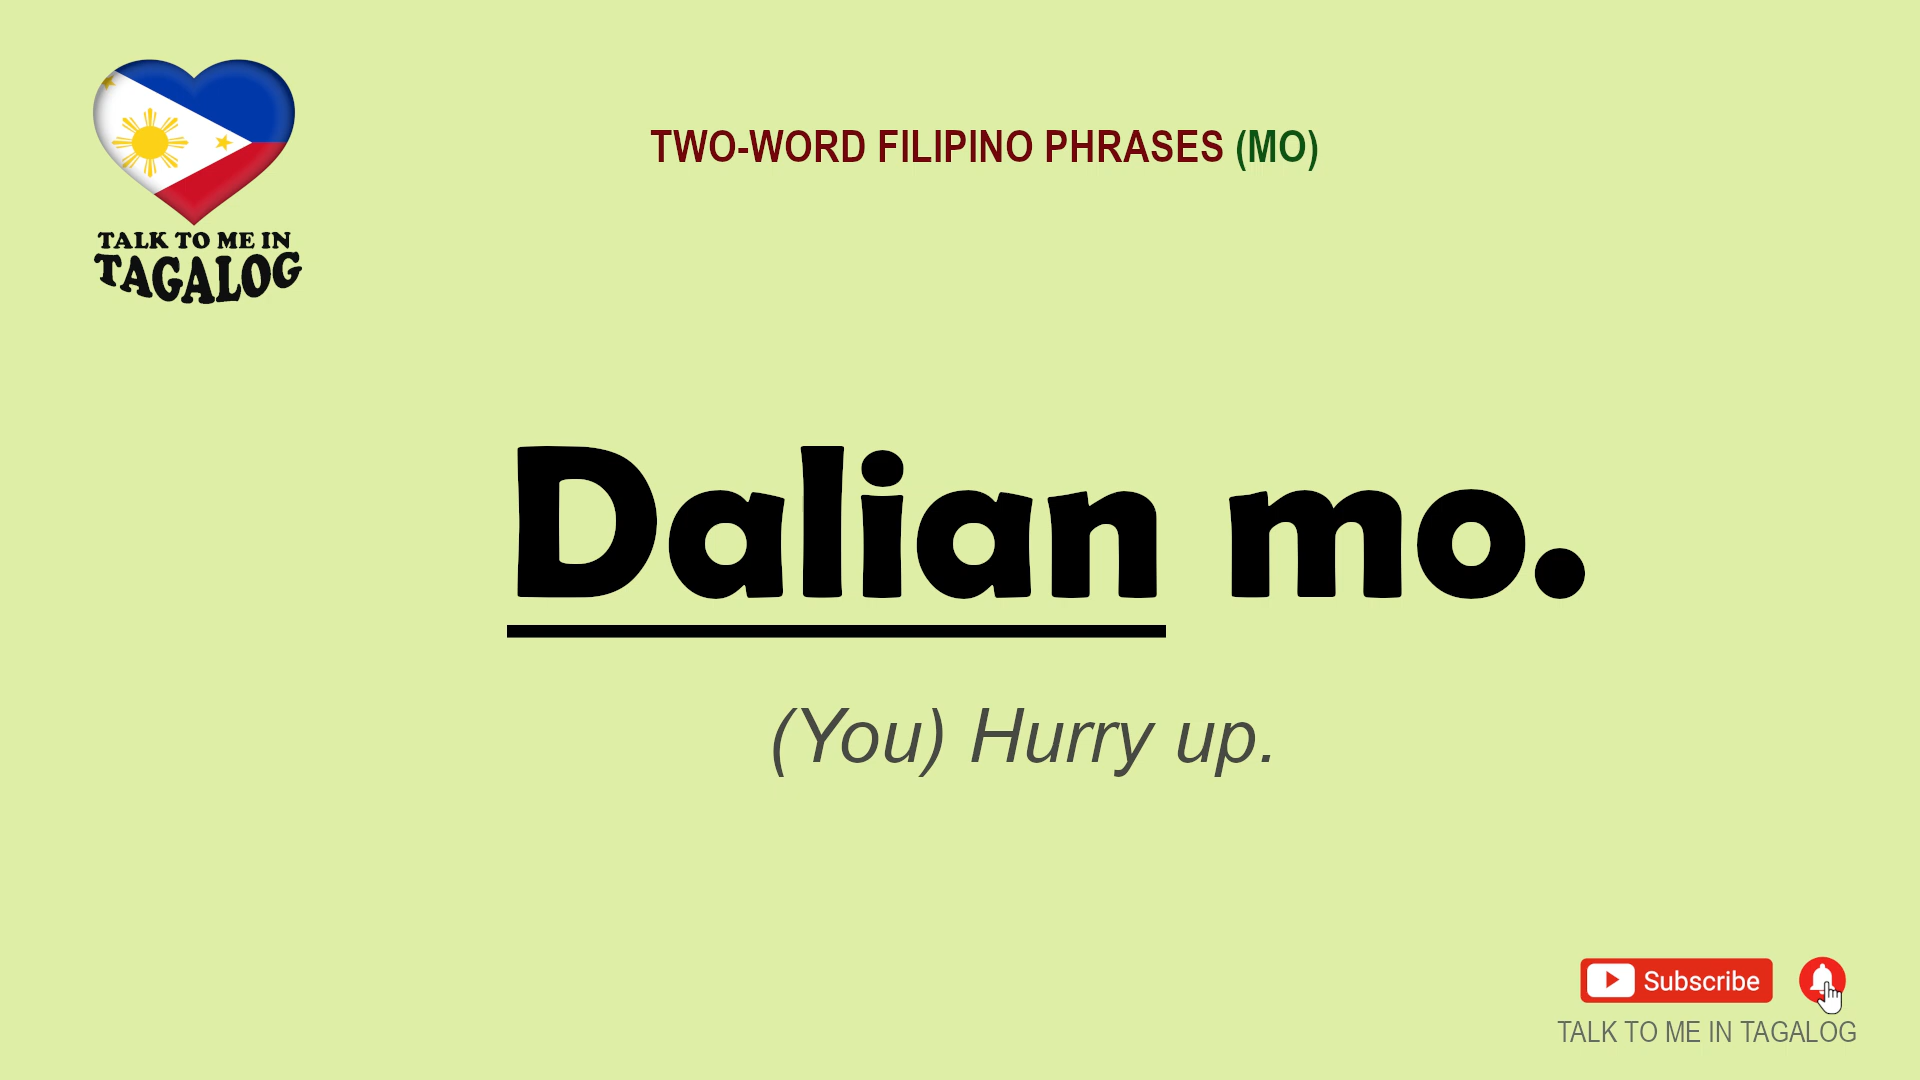 TALK TO ME IN
TAGALOG
TWO-WORD FILIPINO PHRASES (MO)
Dalian mo.
(You) Hurry up.
Subscribe
TALK TO ME IN TAGALOG